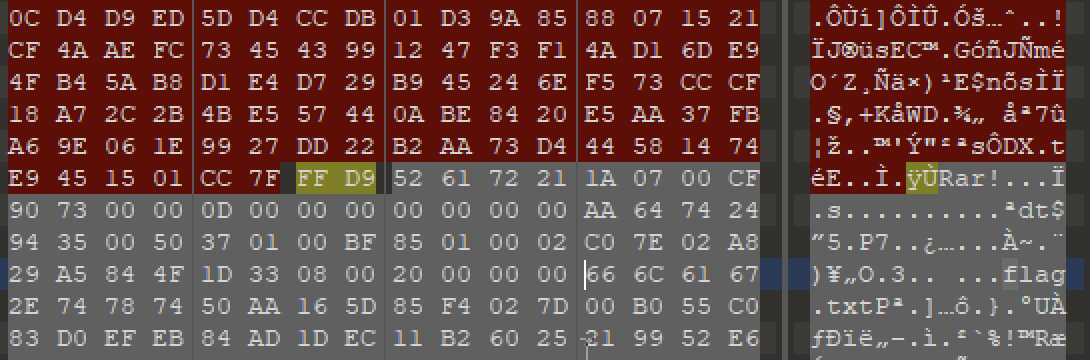 0C D4 D9 ED 5D D4 CC DB 01 D3 9A 85 88 07 15 21 .ÔÙí]ÔÌÛ.Óš…ˆ..!
CF 4A AE FC 73 45 43 99 12 47 F3 F1 4A D1 6D E9 ÏJ®üsEC™.GóñJÑmé
4F B4 5A B8 D1 E4 D7 29 B9 45 24 6E F5 73 CC CF O´Z¸Ñä×)¹E$nõsÌÏ
18 A7 2C 2B 4B E5 57 44 0A BE 84 20 E5 AA 37 FB .§,+KåWD.¾„ åª7û
A6 9E 06 1E 99 27 DD 22 B2 AA 73 D4 44 58 14 74 ¦ž..™'Ý"²ªsÔDX.t
E9 45 15 01 CC 7F FF D9 52 61 72 21 1A 07 00 CF éE..Ì.ÿÙRar!...Ï
90 73 00 00 0D 00 00 00 00 00 00 00 AA 64 74 24 .s..........ªdt$
94 35 00 50 37 01 00 BF 85 01 00 02 C0 7E 02 A8 ”5.P7..¿…...À~.¨
29 A5 84 4F 1D 33 08 00 20 00 00 00 66 6C 61 67 )¥„O.3.. ...flag
2E 74 78 74 50 AA 16 5D 85 F4 02 7D 00 B0 55 C0 .txtPª.]…ô.}.°UÀ
83 D0 EF EB 84 AD 1D EC 11 B2 60 25 21 99 52 E6 ƒÐïë„-.ì.²`%!™Ræ